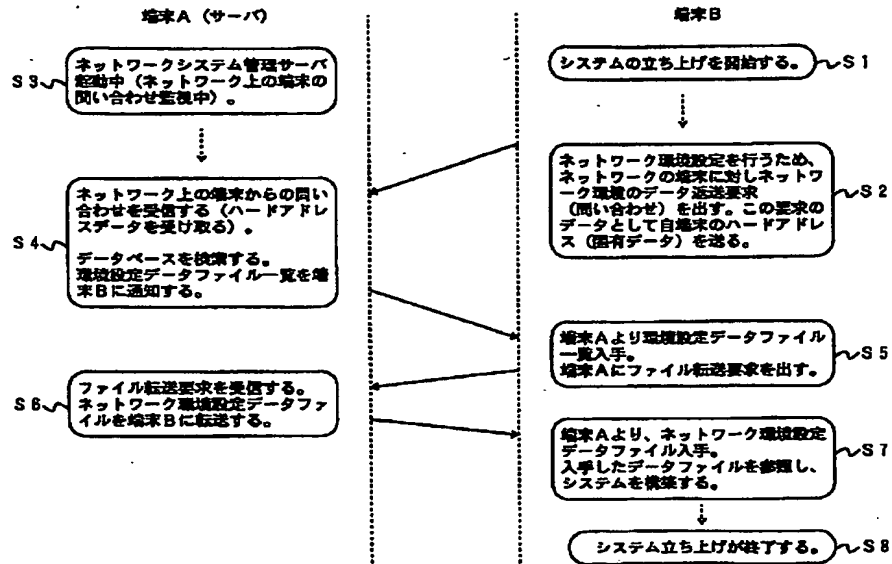 端末A(サーバ)
端末B
S3
ネットワークシステム管理サーバ
起動中(ネットワーク上の端末の
問い合わせ監視中)。
システムの立ち上げを開始する。
S1
ネットワーク環境設定を行うため、
ネットワークの端末に対しネットワ
ーク環境のデータ返送要求
(問い合わせ)を出す。この要求の
データとして自端末のハードアドレ
ス(固有データ)を送る。
S2
S4
ネットワーク上の端末からの問い
合わせを受信する(ハードアドレ
スデータを受け取る)。
データベースを検索する。
環境設定データファイル一覧を端
末Bに通知する。
端末Aより環境設定データファイル
一覧入手。
端末Aにファイル転送要求を出す。
S5
S6
ファイル転送要求を受信する。
ネットワーク環境設定データファ
イルを端末Bに転送する。
端末Aより、ネットワーク環境設定
データファイル入手。
入手したデータファイルを参照し、
システムを構築する。
S7
システム立ち上げが終了する。
S8